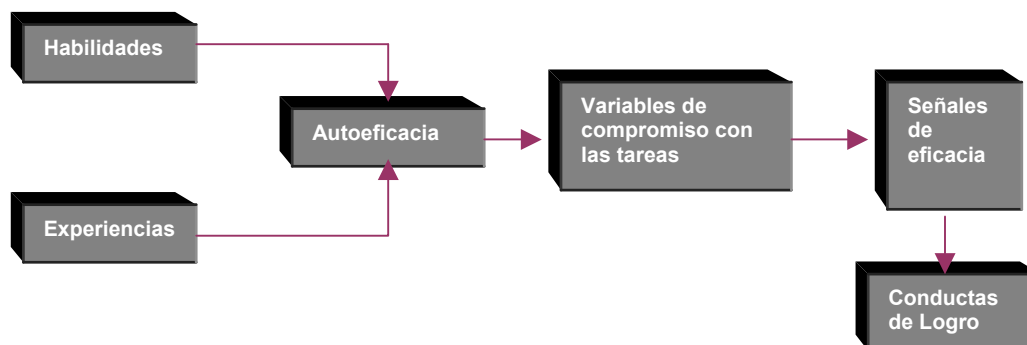 Habilidades
Experiencias
Autoeficacia
Variables de
compromiso con
las tareas
Señales
de
eficacia
Conductas
de Logro